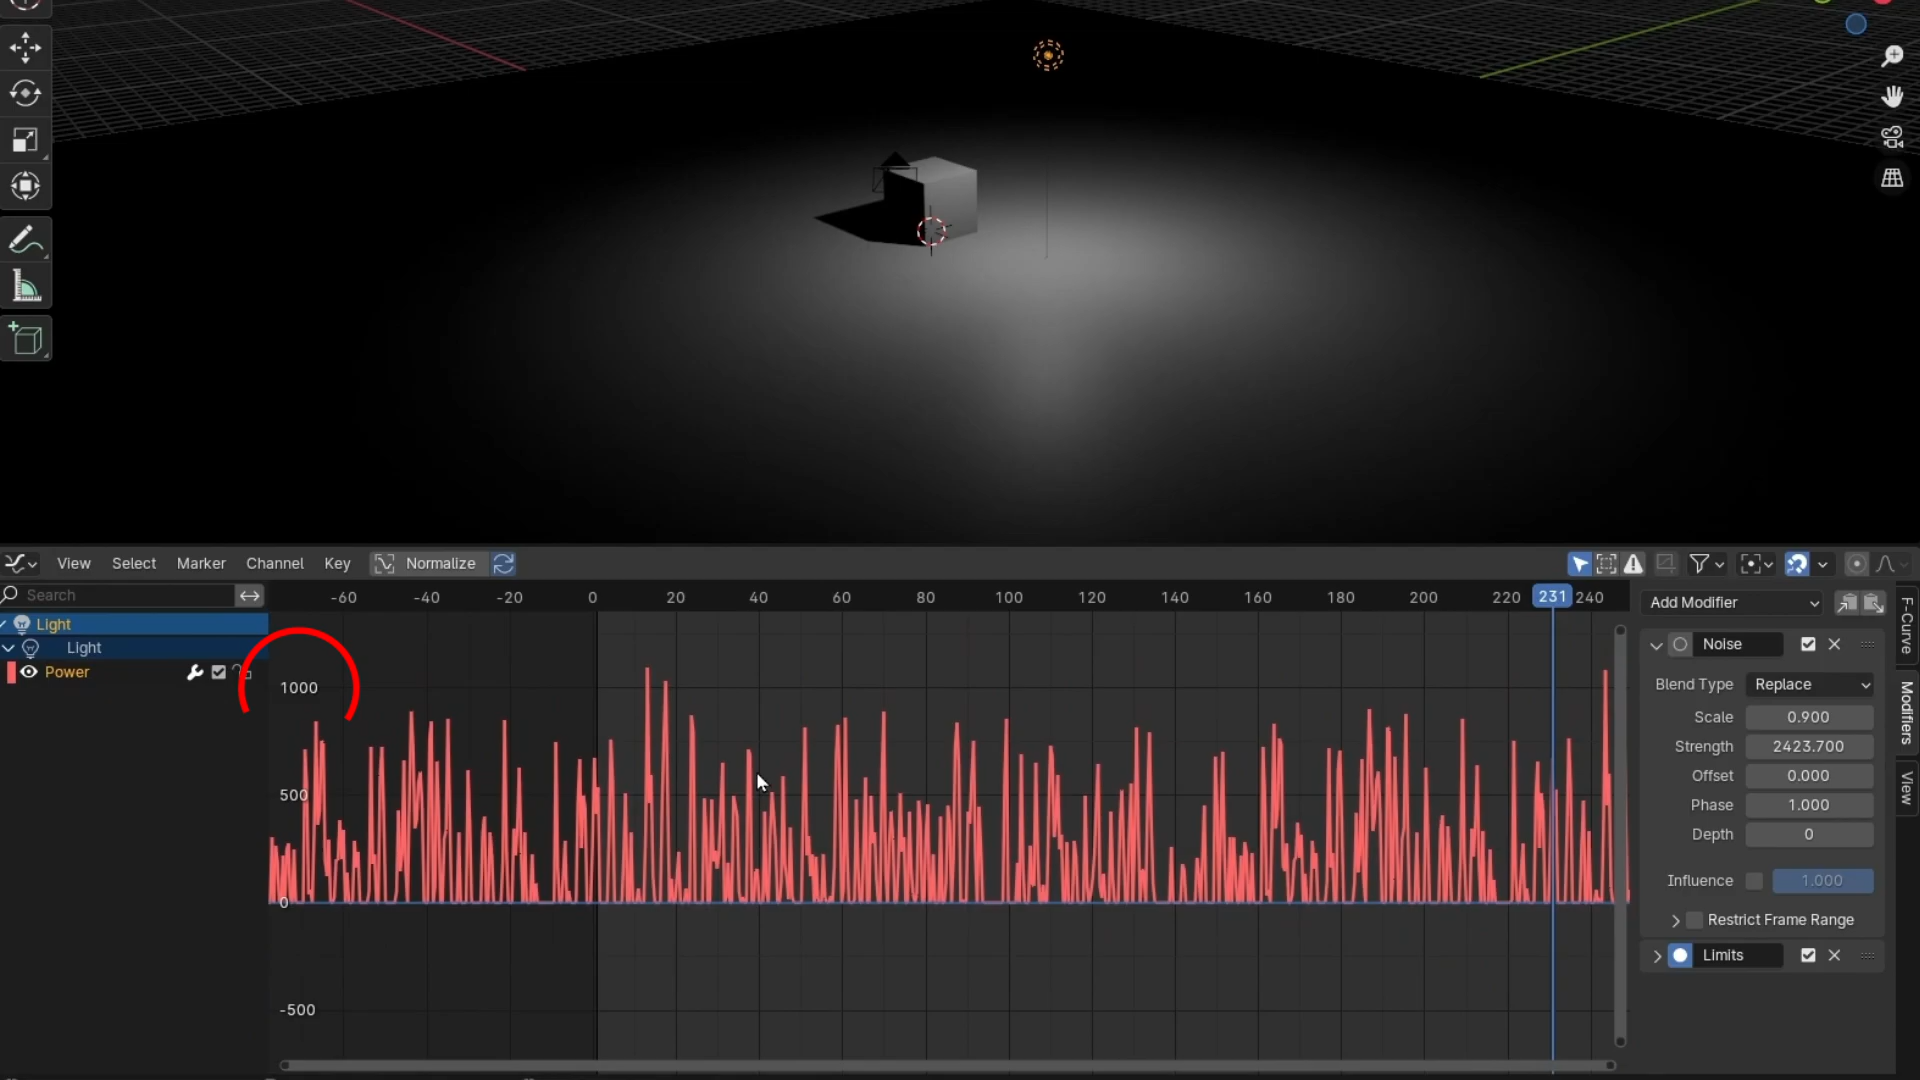 View Select Marker Channel Key Normalize
Search
-60 -40 -20 0 20 40 60 80 100 120 140 160 180 200 220 231 240
Light
Light
Power
1000
500
0
-500
Add Modifier
Noise
Blend Type Replace
Scale 0.900
Strength 2423.700
Offset 0.000
Phase 1.000
Depth 0
Influence 1.000
Restrict Frame Range
Limits
F-Curve
Modifiers
View